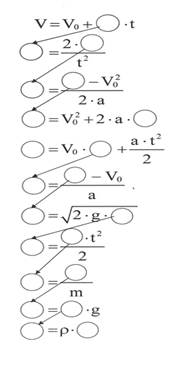 V = V₀ + ◯ · t
◯ = 2 · ◯ / t²
◯ = (◯ − V₀²) / (2 · a)
◯ = V₀² + 2 · a · ◯
◯ = V₀ · ◯ + (a · t²) / 2
◯ = (◯ − V₀) / a
◯ = √(2 · g · ◯)
◯ = (◯ · t²) / 2
◯ = ◯ / m
◯ = ◯ · g
◯ = ρ · ◯